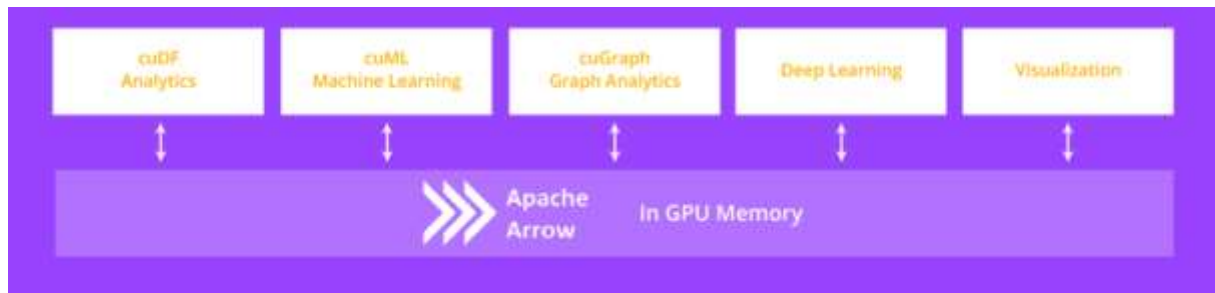 cuDF
Analytics
cuML
Machine Learning
cuGraph
Graph Analytics
Deep Learning
Visualization
Apache
Arrow
In GPU Memory